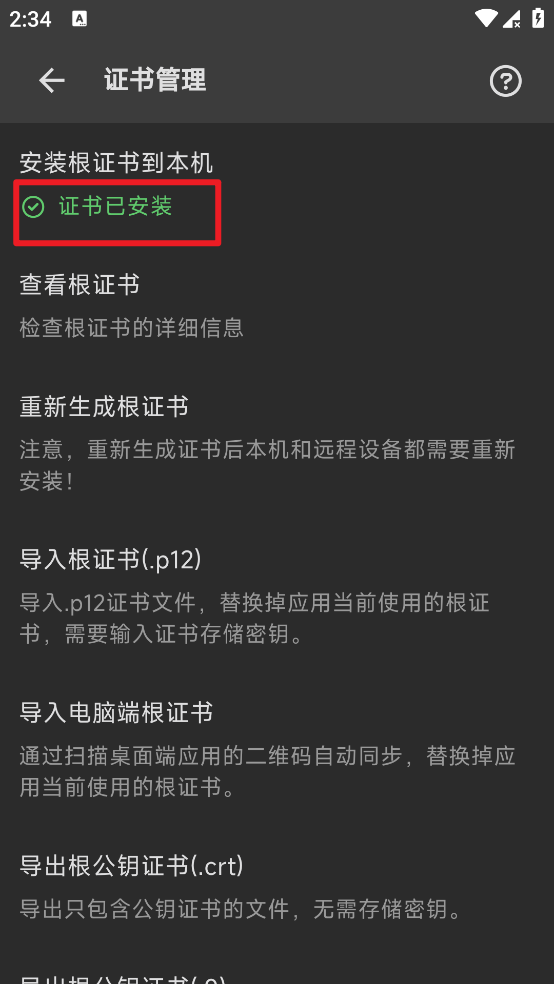 2:34 A
证书管理
安装根证书到本机
证书已安装
查看根证书
检查根证书的详细信息
重新生成根证书
注意，重新生成证书后本机和远程设备都需要重新
安装！
导入根证书(.p12)
导入.p12证书文件，替换掉应用当前使用的根证
书，需要输入证书存储密钥。
导入电脑端根证书
通过扫描桌面端应用的二维码自动同步，替换掉应
用当前使用的根证书。
导出根公钥证书(.crt)
导出只包含公钥证书的文件，无需存储密钥。